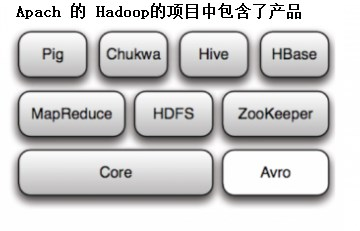 Apach 的 Hadoop的项目中包含了产品
Pig Chukwa Hive HBase
MapReduce HDFS ZooKeeper
Core Avro